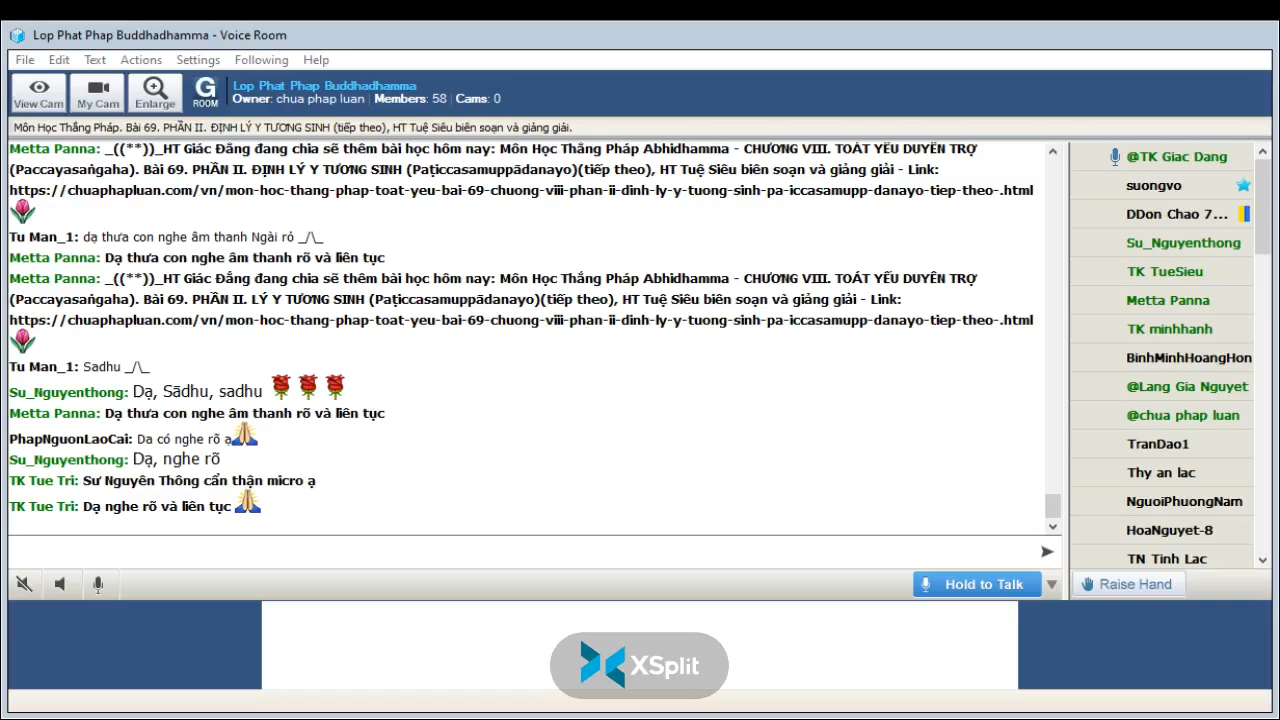 Lop Phat Phap Buddhadhamma - Voice Room
File Edit Text Actions Settings Following Help
View Cam My Cam Enlarge G ROOM
Lop Phat Phap Buddhadhamma
Owner: chua phap luan | Members: 58 | Cams: 0
Môn Học Thắng Pháp. Bài 69. PHẦN II. ĐỊNH LÝ Y TƯƠNG SINH (tiếp theo), HT Tuệ Siêu biên soạn và giảng giải.
Metta Panna: _((**))_HT Giác Đẳng đang chia sẽ thêm bài học hôm nay: Môn Học Thắng Pháp Abhidhamma - CHƯƠNG VIII. TOÁT YẾU DUYÊN TRỢ
(Paccayasaṅgaha). Bài 69. PHẦN II. ĐỊNH LÝ Y TƯƠNG SINH (Paṭiccasamuppādanayo)(tiếp theo), HT Tuệ Siêu biên soạn và giảng giải - Link:
https://chuaphapluan.com/vn/mon-hoc-thang-phap-toat-yeu-bai-69-chuong-viii-phan-ii-dinh-ly-y-tuong-sinh-pa-iccasamupp-danayo-tiep-theo-.html
Tu Man_1: dạ thưa con nghe âm thanh Ngài rỏ _/\_
Metta Panna: Dạ thưa con nghe âm thanh rõ và liên tục
Metta Panna: _((**))_HT Giác Đẳng đang chia sẽ thêm bài học hôm nay: Môn Học Thắng Pháp Abhidhamma - CHƯƠNG VIII. TOÁT YẾU DUYÊN TRỢ
(Paccayasaṅgaha). Bài 69. PHẦN II. LÝ Y TƯƠNG SINH (Paṭiccasamuppādanayo)(tiếp theo), HT Tuệ Siêu biên soạn và giảng giải - Link:
https://chuaphapluan.com/vn/mon-hoc-thang-phap-toat-yeu-bai-69-chuong-viii-phan-ii-dinh-ly-y-tuong-sinh-pa-iccasamupp-danayo-tiep-theo-.html
Tu Man_1: Sadhu _/\_
Su_Nguyenthong: Dạ, Sādhu, sadhu
Metta Panna: Dạ thưa con nghe âm thanh rõ và liên tục
PhapNguonLaoCai: Da có nghe rõ ạ
Su_Nguyenthong: Dạ, nghe rõ
TK Tue Tri: Sư Nguyên Thông cẩn thận micro ạ
TK Tue Tri: Dạ nghe rõ và liên tục
@TK Giac Dang
suongvo
DDon Chao 7...
Su_Nguyenthong
TK TueSieu
Metta Panna
TK minhhanh
BinhMinhHoangHon
@Lang Gia Nguyet
@chua phap luan
TranDao1
Thy an lac
NguoiPhuongNam
HoaNguyet-8
TN Tinh Lac
Hold to Talk
Raise Hand
XSplit